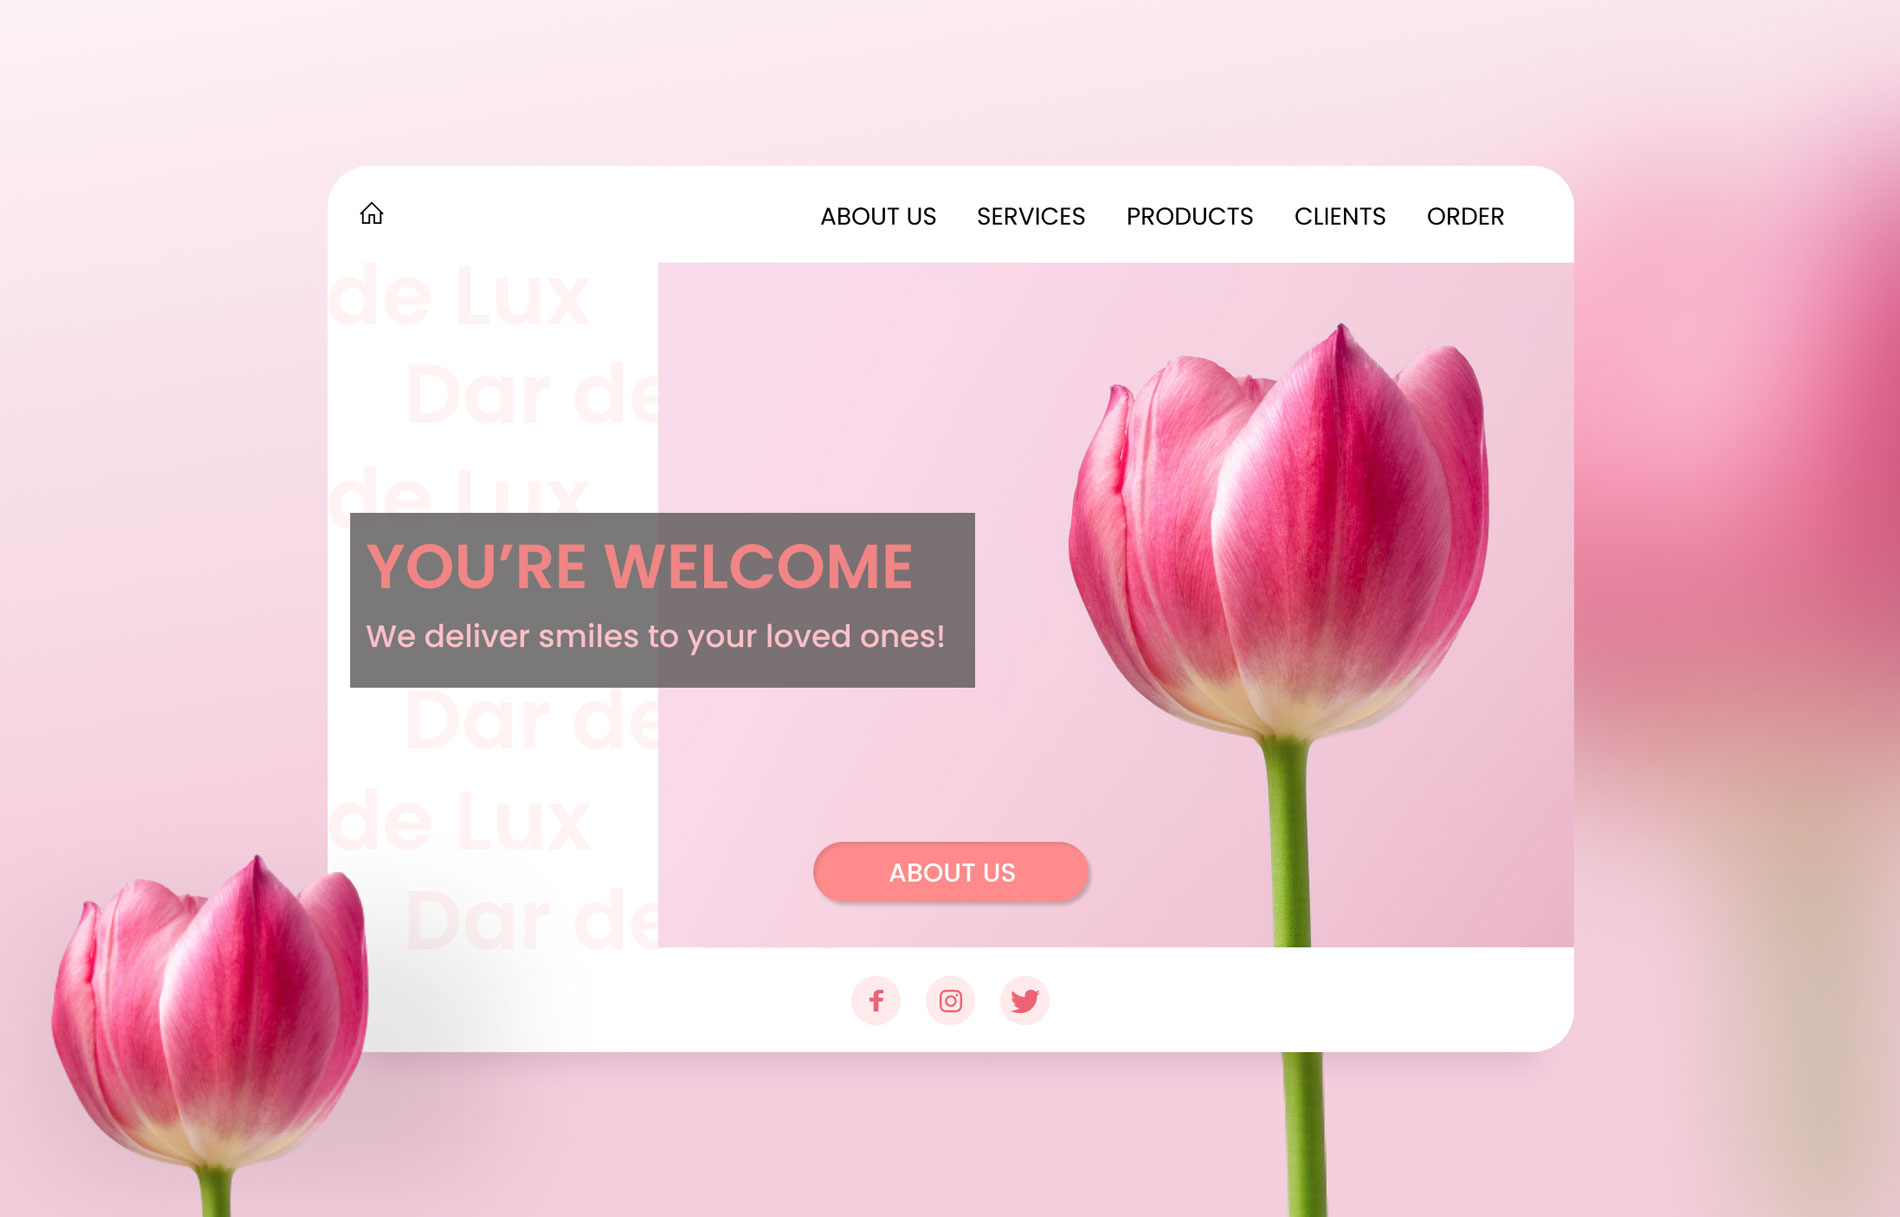 ABOUT US SERVICES PRODUCTS CLIENTS ORDER
de Lux
Dar de
de Lux
YOU’RE WELCOME
We deliver smiles to your loved ones!
Dar de
de Lux
ABOUT US
Dar de